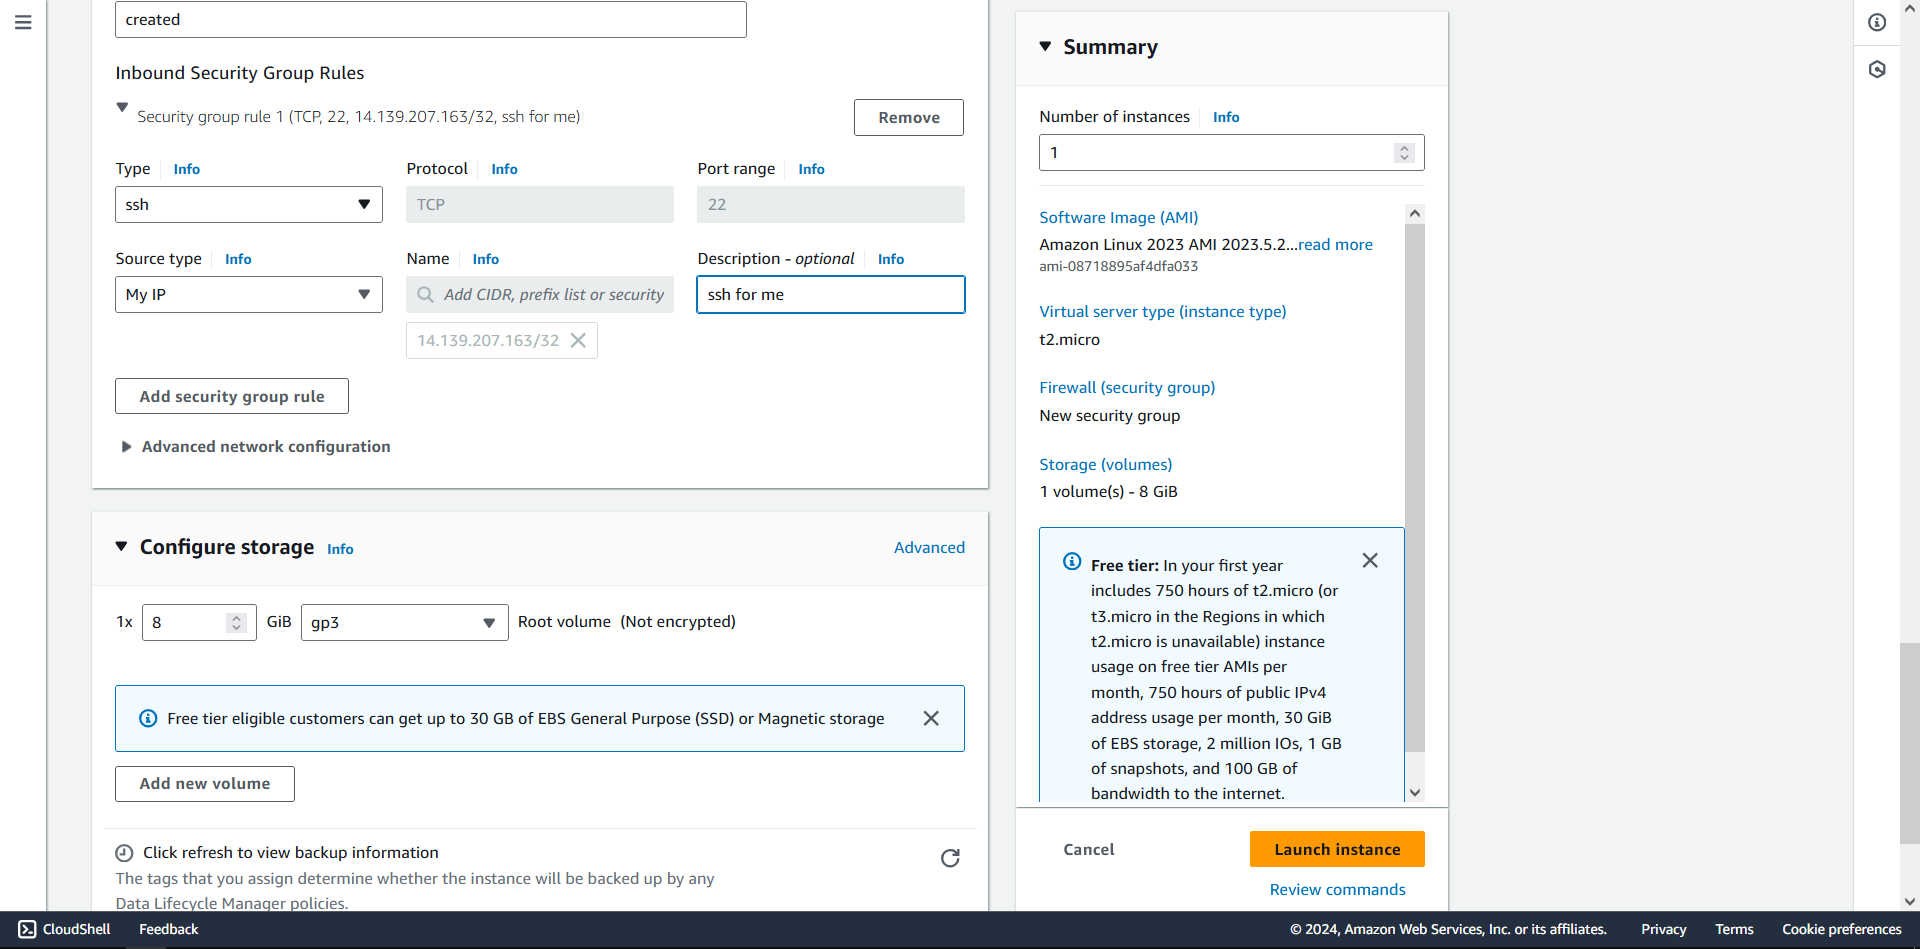 created
Inbound Security Group Rules
Security group rule 1 (TCP, 22, 14.139.207.163/32, ssh for me)
Remove
Type Info
ssh
Protocol Info
TCP
Port range Info
22
Source type Info
My IP
Name Info
Add CIDR, prefix list or security
14.139.207.163/32
Description - optional Info
ssh for me
Add security group rule
Advanced network configuration
Configure storage Info
Advanced
1x 8 GiB gp3 Root volume (Not encrypted)
Free tier eligible customers can get up to 30 GB of EBS General Purpose (SSD) or Magnetic storage
Add new volume
Click refresh to view backup information
The tags that you assign determine whether the instance will be backed up by any
Data Lifecycle Manager policies.
Summary
Number of instances Info
1
Software Image (AMI)
Amazon Linux 2023 AMI 2023.5.2...read more
ami-08718895af4dfa033
Virtual server type (instance type)
t2.micro
Firewall (security group)
New security group
Storage (volumes)
1 volume(s) - 8 GiB
Free tier: In your first year
includes 750 hours of t2.micro (or
t3.micro in the Regions in which
t2.micro is unavailable) instance
usage on free tier AMIs per
month, 750 hours of public IPv4
address usage per month, 30 GiB
of EBS storage, 2 million IOs, 1 GB
of snapshots, and 100 GB of
bandwidth to the internet.
Cancel
Launch instance
Review commands
CloudShell
Feedback
© 2024, Amazon Web Services, Inc. or its affiliates.
Privacy
Terms
Cookie preferences